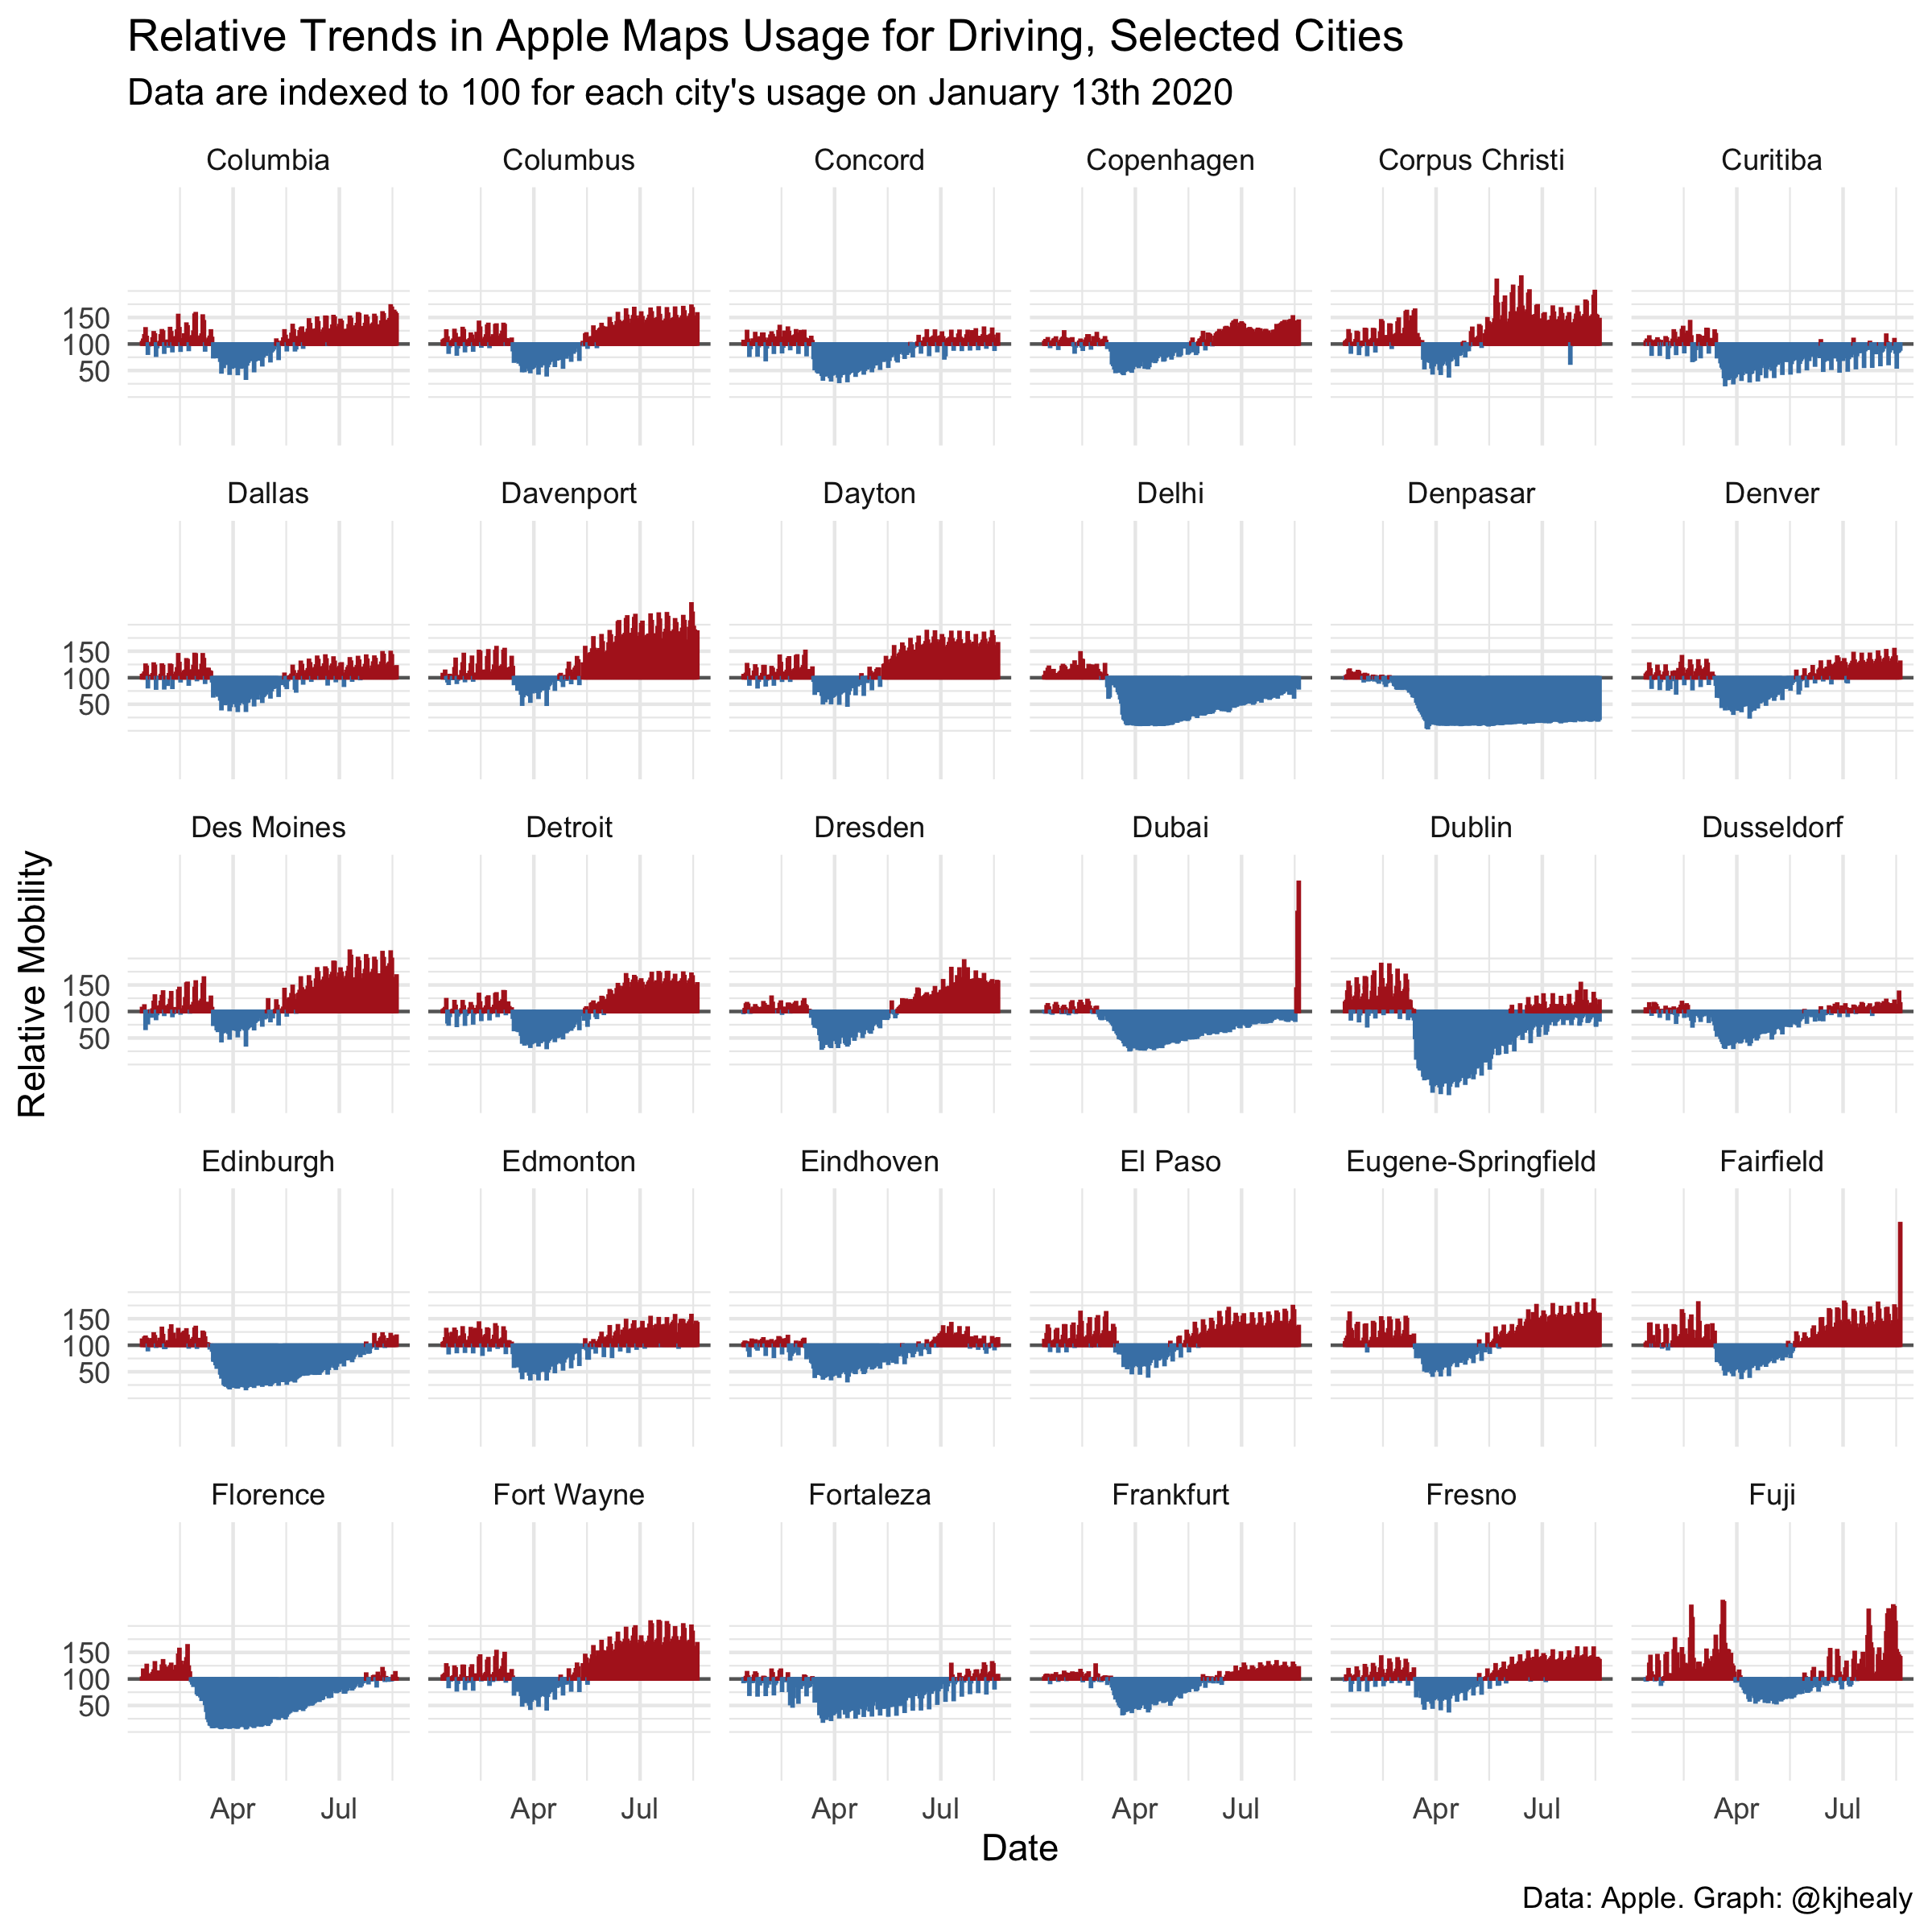 Relative Trends in Apple Maps Usage for Driving, Selected Cities
Data are indexed to 100 for each city's usage on January 13th 2020
Columbia Columbus Concord Copenhagen Corpus Christi Curitiba
150
100
50
Dallas Davenport Dayton Delhi Denpasar Denver
150
100
50
Des Moines Detroit Dresden Dubai Dublin Dusseldorf
150
100
50
Relative Mobility
Edinburgh Edmonton Eindhoven El Paso Eugene-Springfield Fairfield
150
100
50
Florence Fort Wayne Fortaleza Frankfurt Fresno Fuji
150
100
50
Apr Jul Apr Jul Apr Jul Apr Jul Apr Jul Apr Jul
Date
Data: Apple. Graph: @kjhealy